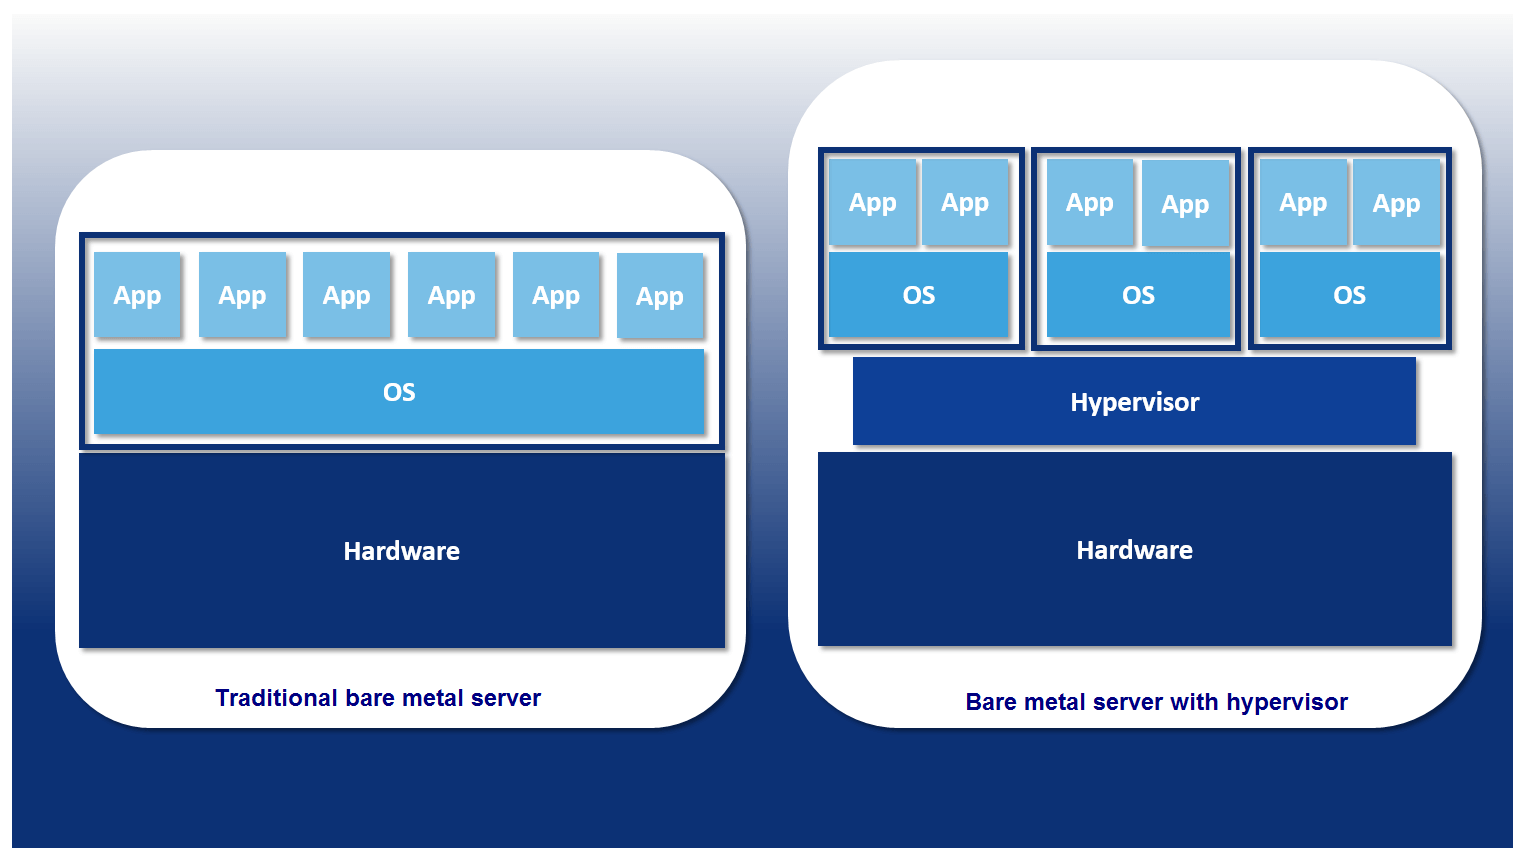 App App App App App App
OS
Hardware
Traditional bare metal server
App App App App App App
OS OS OS
Hypervisor
Hardware
Bare metal server with hypervisor